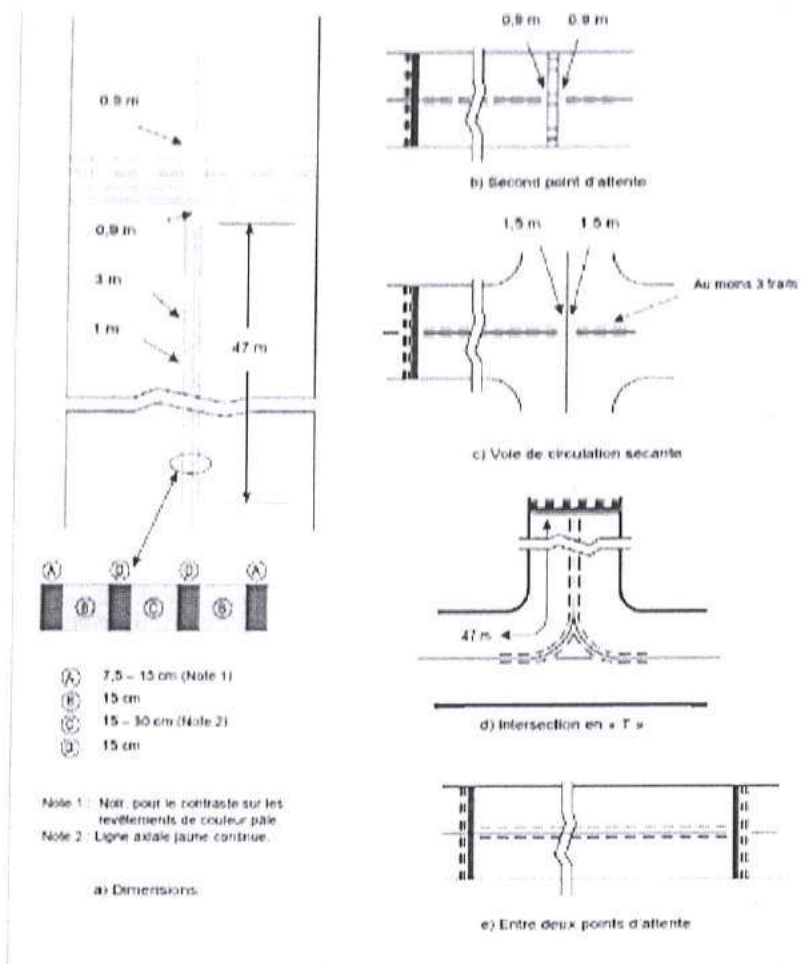 0,9 m
0,9 m
3 m
1 m
47 m
A
D
D
A
B
C
B
A 7,5 – 15 cm (Note 1)
B 15 cm
C 15 – 30 cm (Note 2)
D 15 cm
Note 1 : Noir, pour le contraste sur les
revêtements de couleur pâle
Note 2 : Ligne axiale jaune continue.
a) Dimensions
0,9 m 0,9 m
b) Second point d'attente
1,5 m 1,5 m
Au moins 3 traits
c) Voie de circulation sécante
47 m
d) Intersection en « T »
e) Entre deux points d'attente